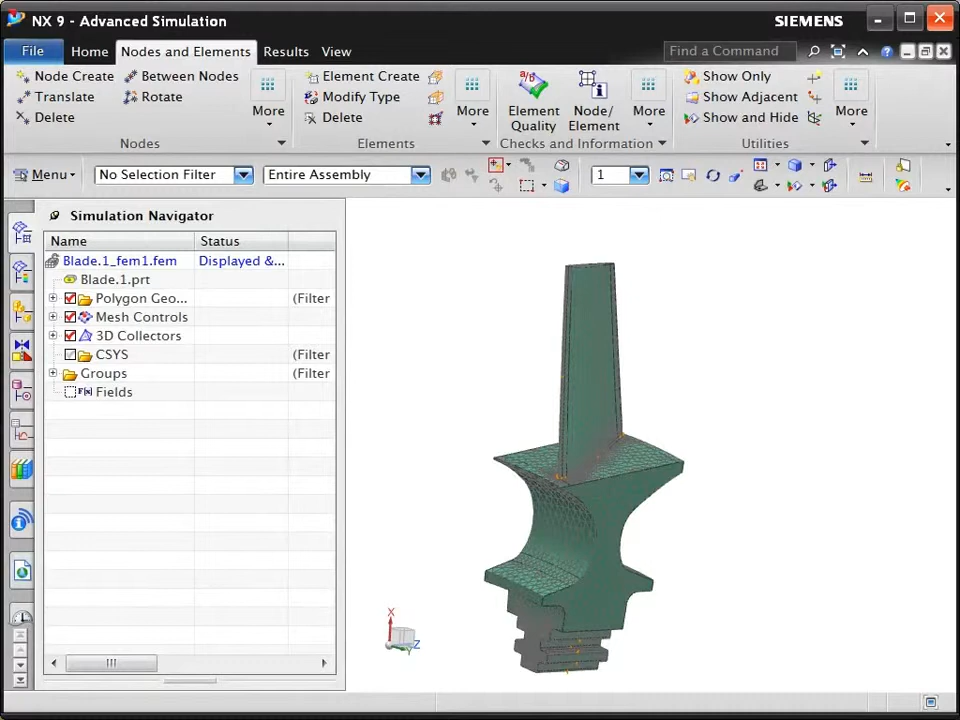 NX 9 - Advanced Simulation SIEMENS
File Home Nodes and Elements Results View Find a Command
Node Create Between Nodes Element Create Show Only
Translate Rotate Modify Type Show Adjacent
Delete More Delete More Element Quality Node/ Element More Show and Hide More
Nodes Elements Checks and Information Utilities
Menu No Selection Filter Entire Assembly 1
Simulation Navigator
Name Status
Blade.1_fem1.fem Displayed &...
Blade.1.prt
Polygon Geo... (Filter
Mesh Controls
3D Collectors
CSYS (Filter
Groups (Filter
Fields
X
Y
Z